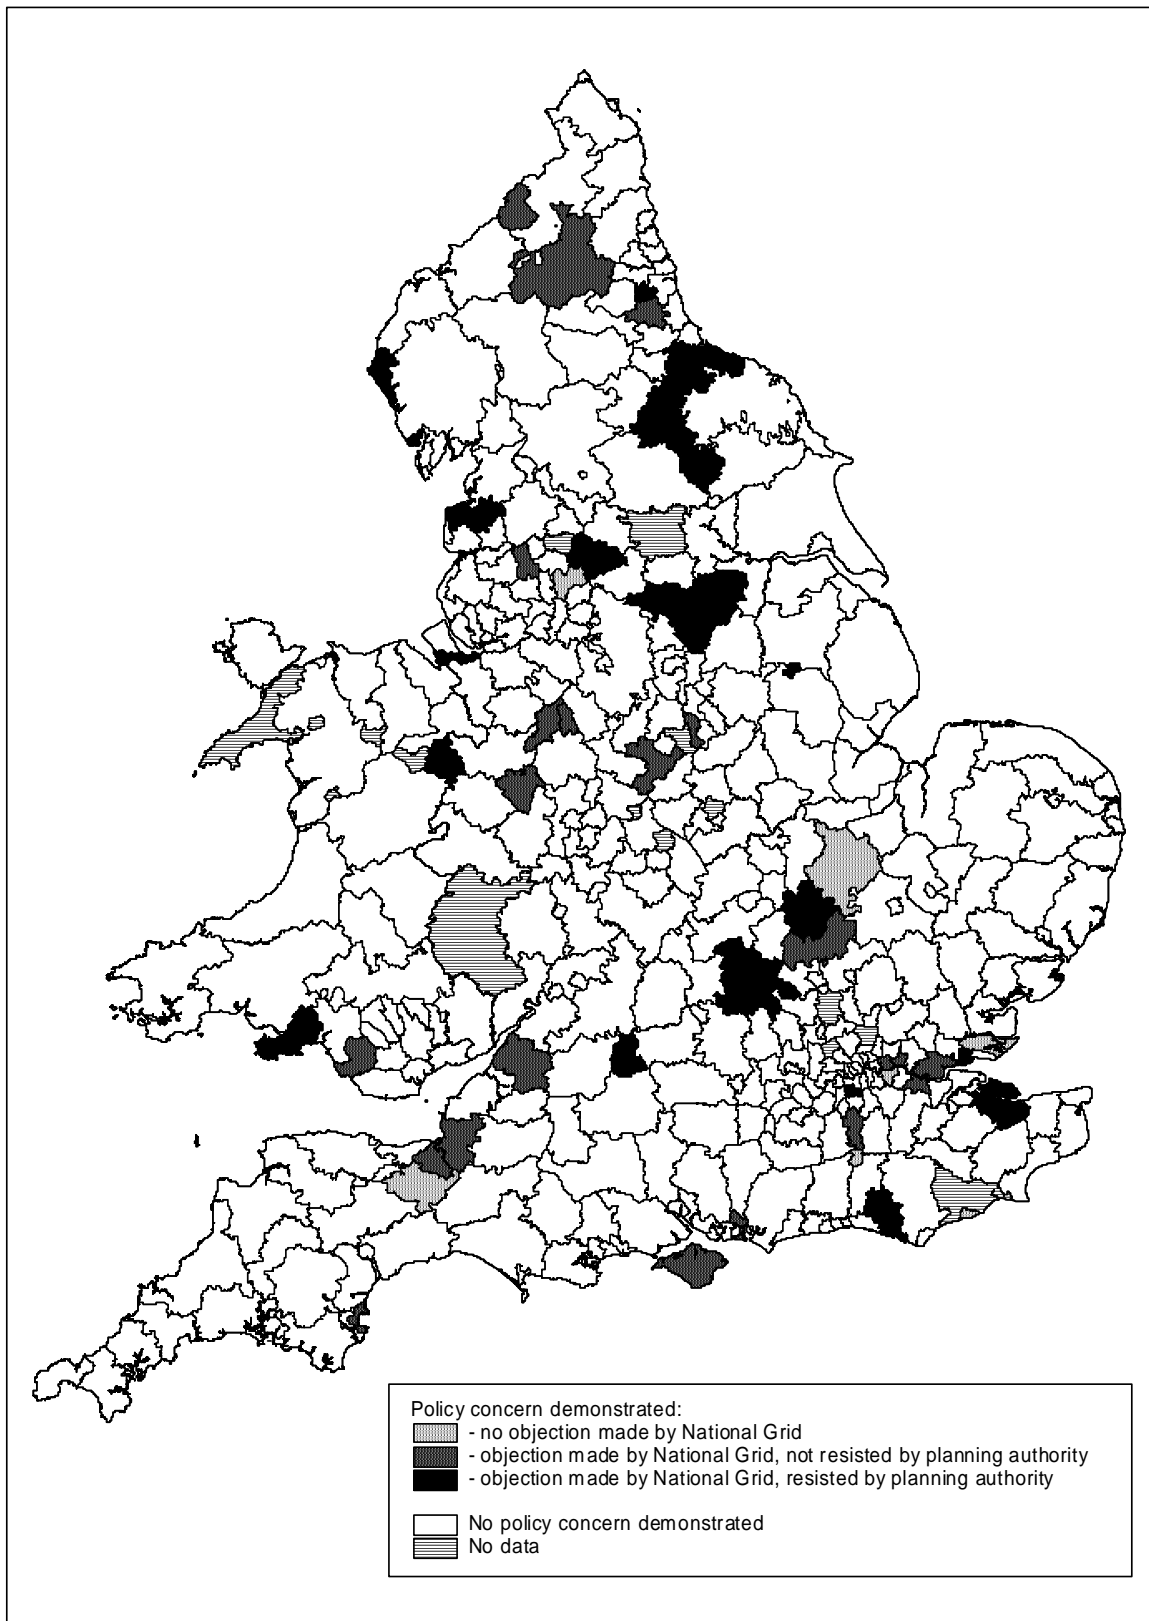 Policy concern demonstrated:
- no objection made by National Grid
- objection made by National Grid, not resisted by planning authority
- objection made by National Grid, resisted by planning authority
No policy concern demonstrated
No data